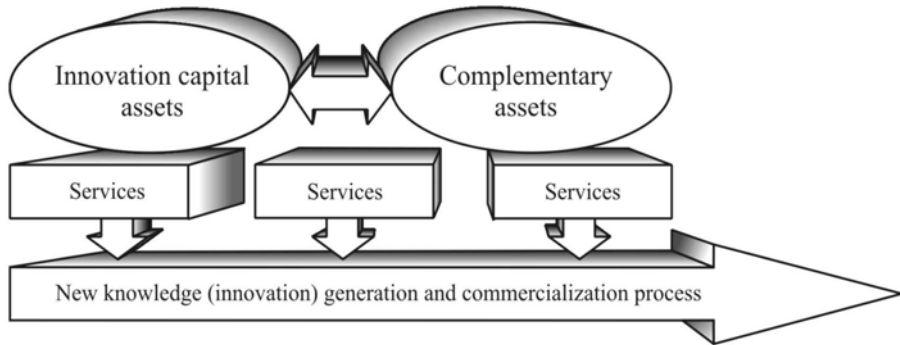 Innovation capital
assets
Complementary
assets
Services
Services
Services
New knowledge (innovation) generation and commercialization process